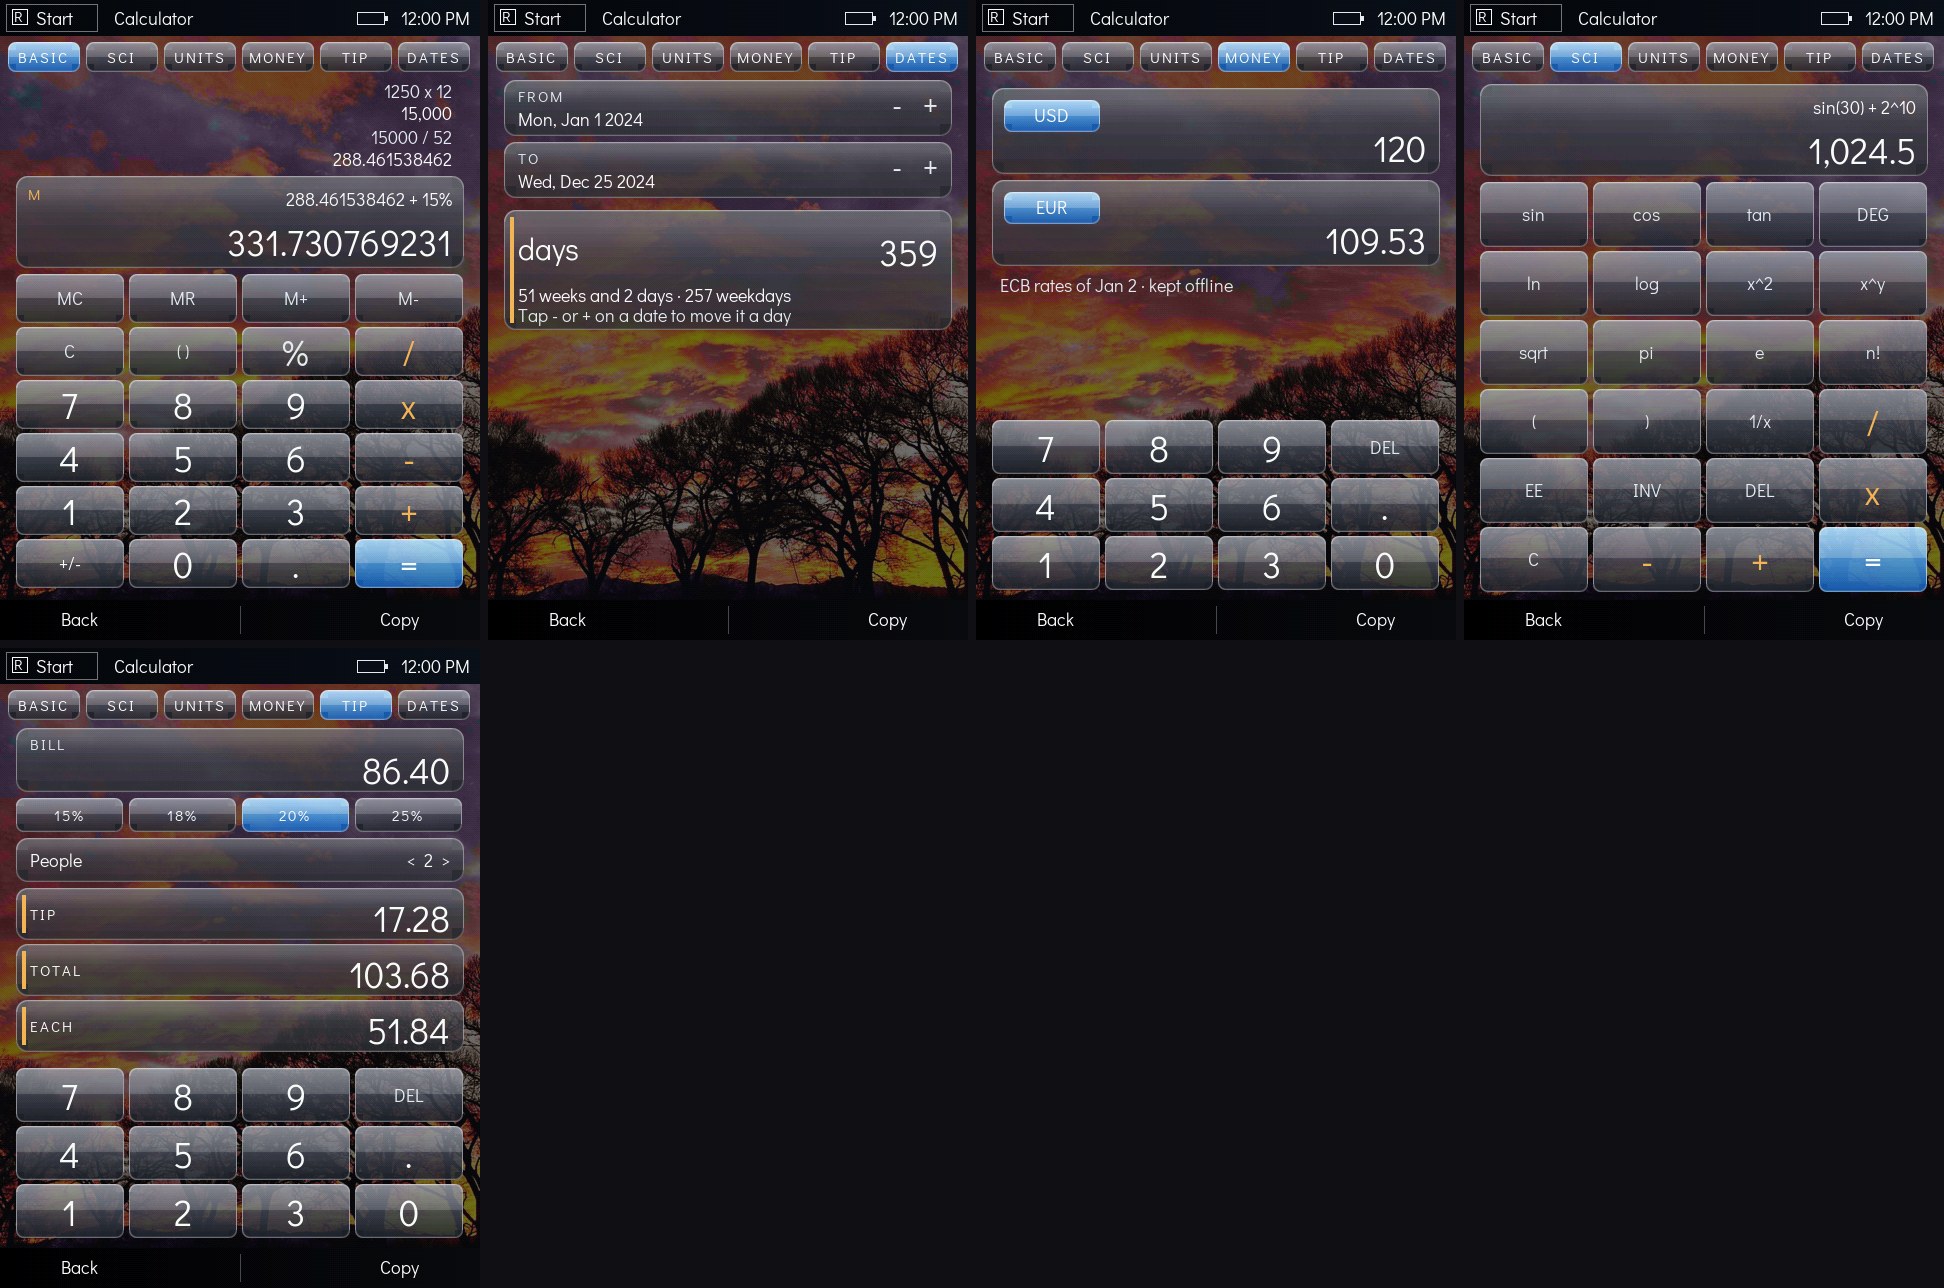 R Start Calculator 12:00 PM
BASIC SCI UNITS MONEY TIP DATES
1250 x 12
15,000
15000 / 52
288.461538462
M 288.461538462 + 15%
331.730769231
MC MR M+ M-
C ( ) % /
7 8 9 x
4 5 6 -
1 2 3 +
+/- 0 . =
Back Copy
R Start Calculator 12:00 PM
BASIC SCI UNITS MONEY TIP DATES
FROM
Mon, Jan 1 2024 - +
TO
Wed, Dec 25 2024 - +
days 359
51 weeks and 2 days · 257 weekdays
Tap - or + on a date to move it a day
Back Copy
R Start Calculator 12:00 PM
BASIC SCI UNITS MONEY TIP DATES
USD
120
EUR
109.53
ECB rates of Jan 2 · kept offline
7 8 9 DEL
4 5 6 .
1 2 3 0
Back Copy
R Start Calculator 12:00 PM
BASIC SCI UNITS MONEY TIP DATES
sin(30) + 2^10
1,024.5
sin cos tan DEG
ln log x^2 x^y
sqrt pi e n!
( ) 1/x /
EE INV DEL x
C - + =
Back Copy
R Start Calculator 12:00 PM
BASIC SCI UNITS MONEY TIP DATES
BILL
86.40
15% 18% 20% 25%
People < 2 >
TIP 17.28
TOTAL 103.68
EACH 51.84
7 8 9 DEL
4 5 6 .
1 2 3 0
Back Copy